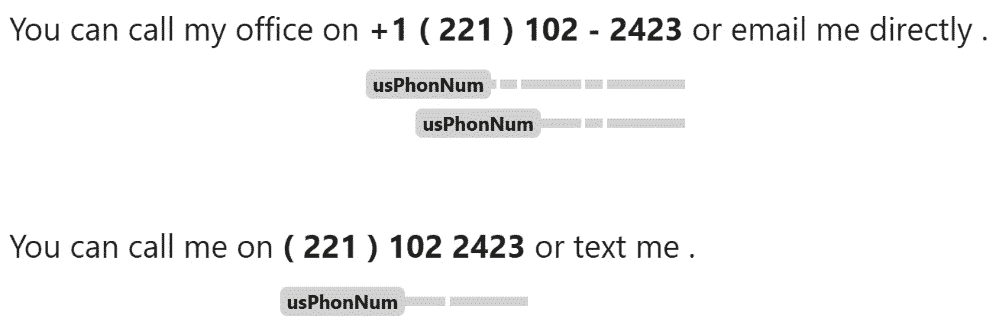 You can call my office on +1 ( 221 ) 102 - 2423 or email me directly .
usPhonNum
usPhonNum
You can call me on ( 221 ) 102 2423 or text me .
usPhonNum